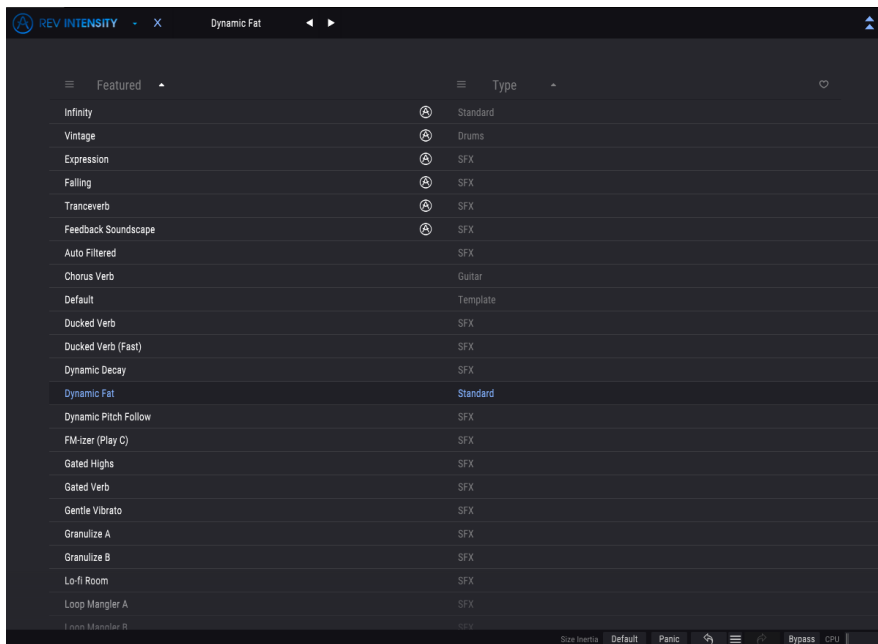 REV INTENSITY X Dynamic Fat
Featured Type
Infinity Standard
Vintage Drums
Expression SFX
Falling SFX
Tranceverb SFX
Feedback Soundscape SFX
Auto Filtered SFX
Chorus Verb Guitar
Default Template
Ducked Verb SFX
Ducked Verb (Fast) SFX
Dynamic Decay SFX
Dynamic Fat Standard
Dynamic Pitch Follow SFX
FM-izer (Play C) SFX
Gated Highs SFX
Gated Verb SFX
Gentle Vibrato SFX
Granulize A SFX
Granulize B SFX
Lo-fi Room SFX
Loop Mangler A SFX
Loop Mangler B SFX
Size Inertia Default Panic Bypass CPU